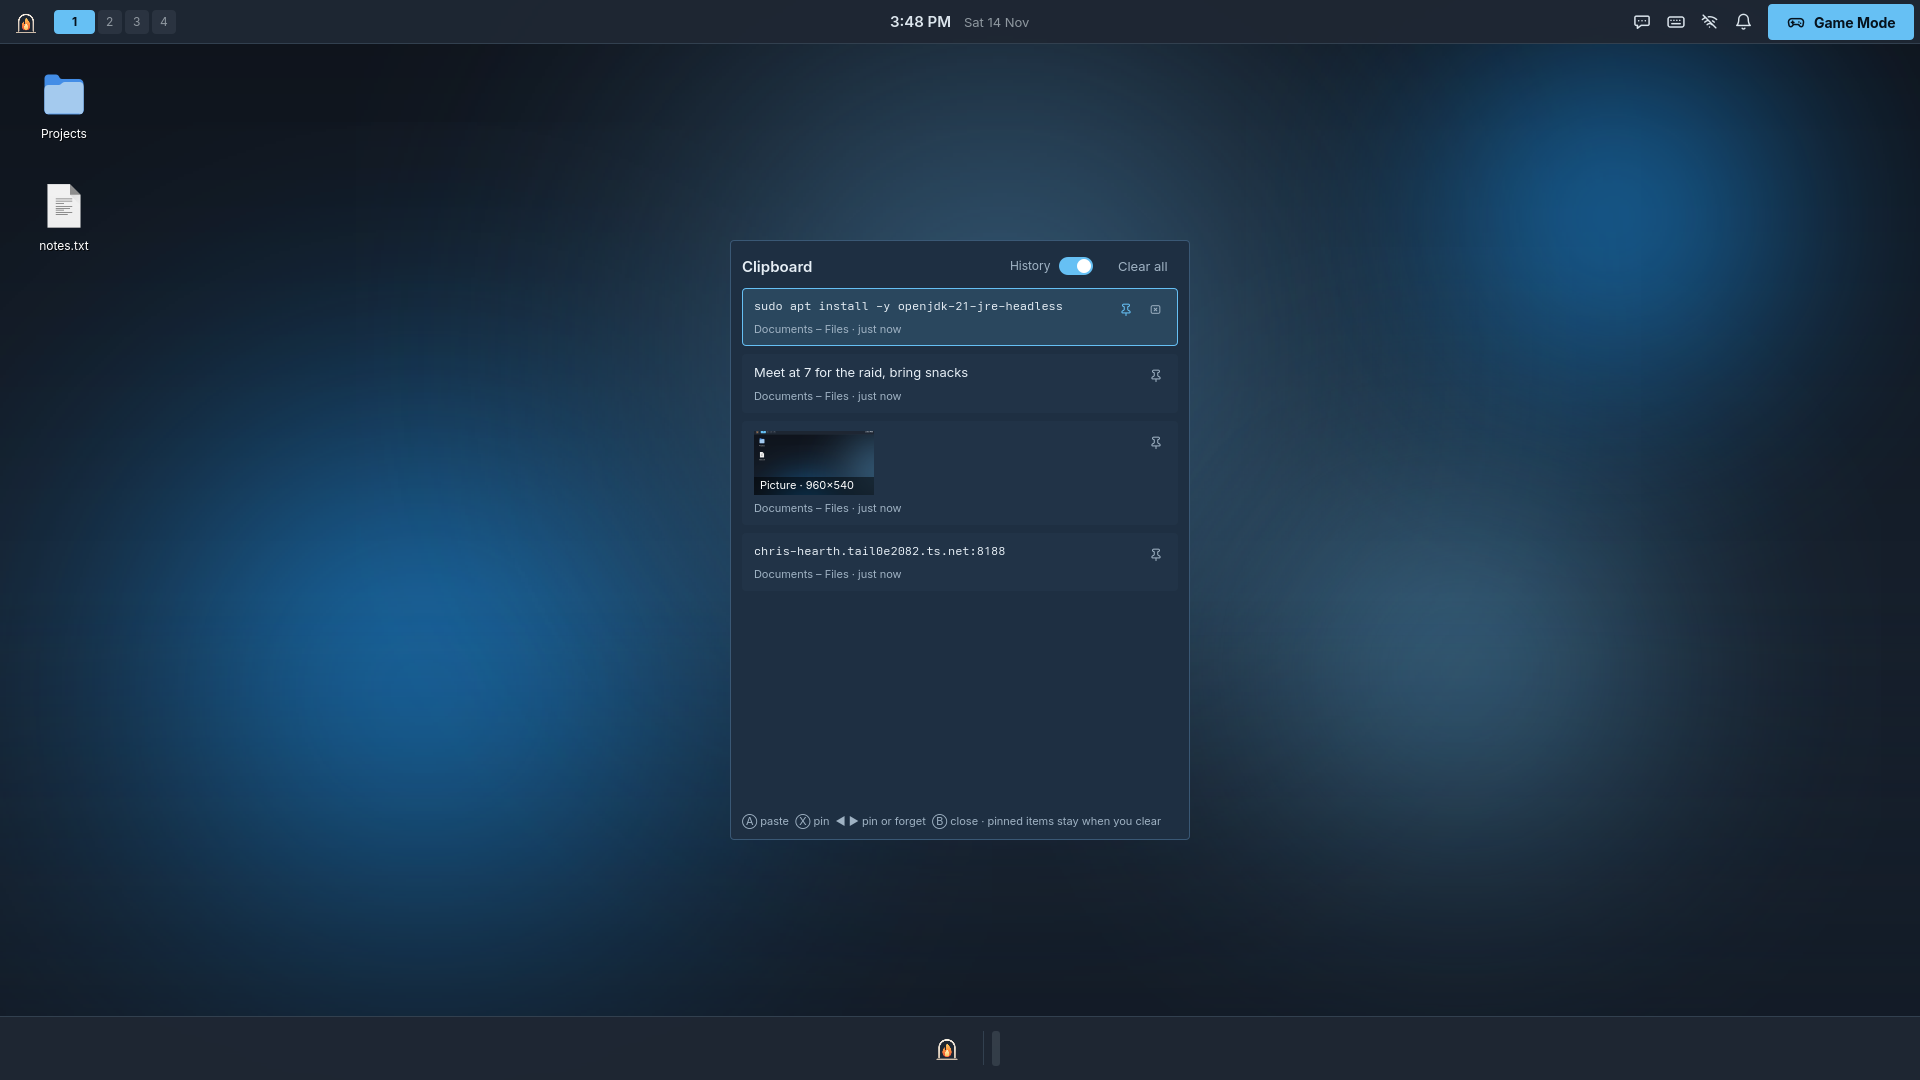 1 2 3 4
3:48 PM Sat 14 Nov
Game Mode
Projects
notes.txt
Clipboard
History
Clear all
sudo apt install -y openjdk-21-jre-headless
Documents – Files · just now
Meet at 7 for the raid, bring snacks
Documents – Files · just now
Picture · 960×540
Documents – Files · just now
chris-hearth.tail0e2082.ts.net:8188
Documents – Files · just now
A paste X pin ◀ ▶ pin or forget B close · pinned items stay when you clear